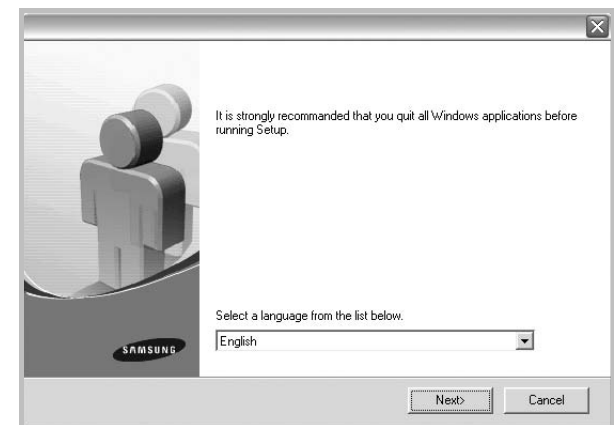 It is strongly recommanded that you quit all Windows applications before
running Setup.
Select a language from the list below.
English
SAMSUNG
Next>
Cancel